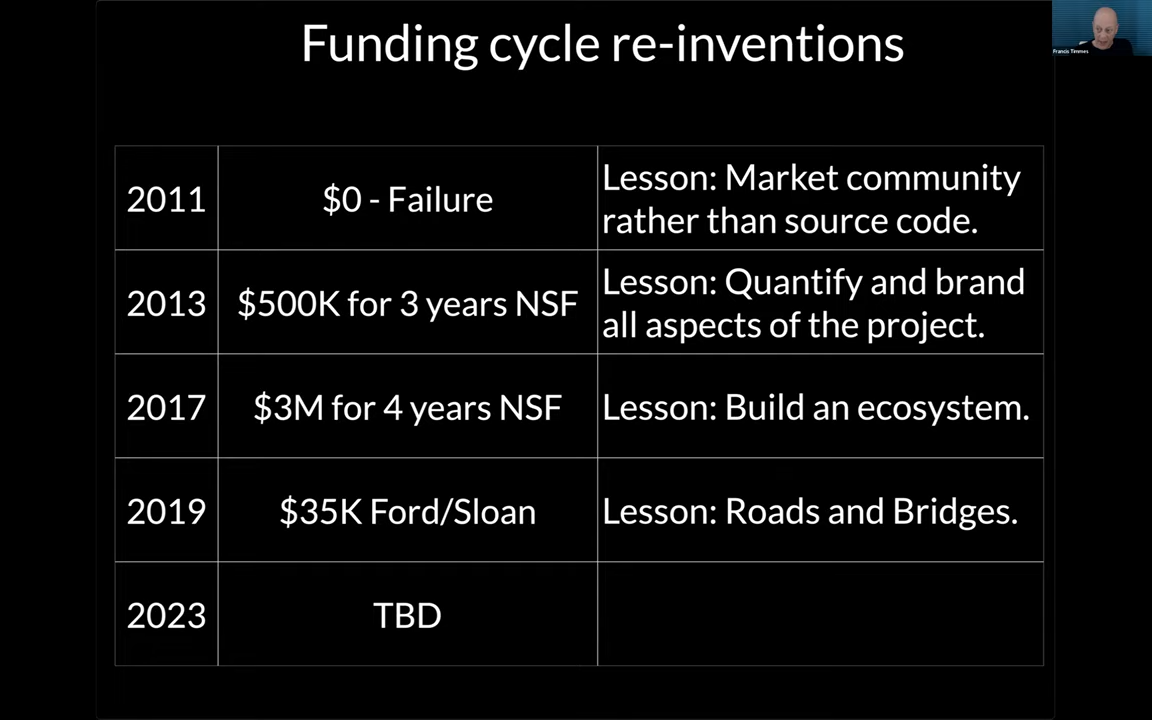 Funding cycle re-inventions
Francis Timmes
2011
$0 - Failure
Lesson: Market community
rather than source code.
2013
$500K for 3 years NSF
Lesson: Quantify and brand
all aspects of the project.
2017
$3M for 4 years NSF
Lesson: Build an ecosystem.
2019
$35K Ford/Sloan
Lesson: Roads and Bridges.
2023
TBD